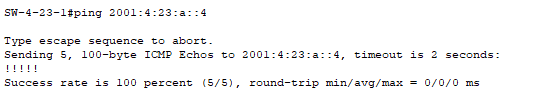 SW-4-23-1#ping 2001:4:23:a::4
Type escape sequence to abort.
Sending 5, 100-byte ICMP Echos to 2001:4:23:a::4, timeout is 2 seconds:
!!!!!
Success rate is 100 percent (5/5), round-trip min/avg/max = 0/0/0 ms